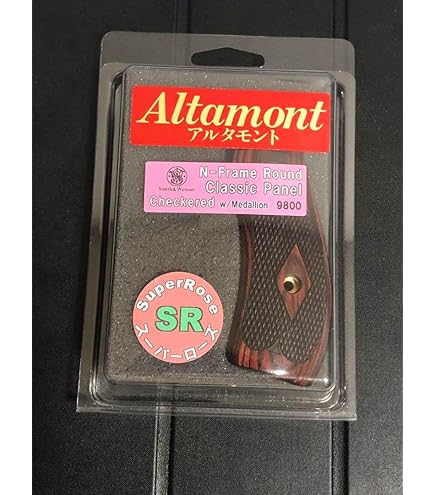 Altamont
アルタモント
N-Frame Round
Smith & Wesson
Classic Panel
Checkered w/Medallion 9800
SuperRose
SR
スーパーローズ